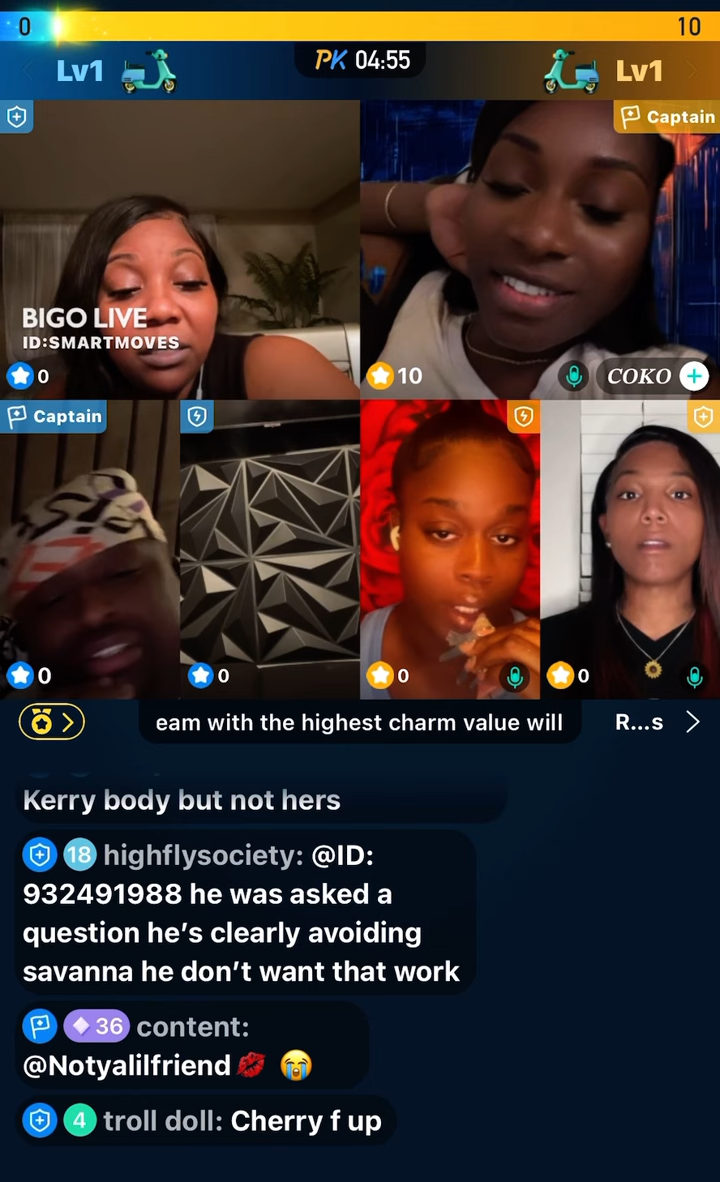 0 10
Lv1 PK 04:55 Lv1
Captain
BIGO LIVE
ID:SMARTMOVES
0 10 COKO
Captain
0 0 0 0
eam with the highest charm value will R...s
Kerry body but not hers
18 highflysociety: @ID:
932491988 he was asked a
question he’s clearly avoiding
savanna he don’t want that work
36 content:
@Notyalilfriend💋 😭
4 troll doll: Cherry f up